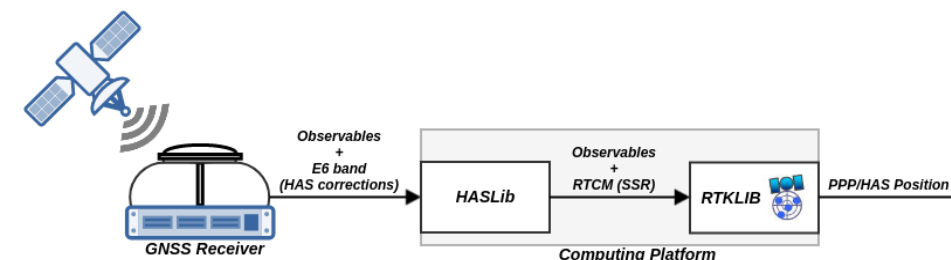 Observables
+
E6 band
(HAS corrections)
Observables
+
RTCM (SSR)
HASLib
RTKLIB
PPP/HAS Position
GNSS Receiver
Computing Platform